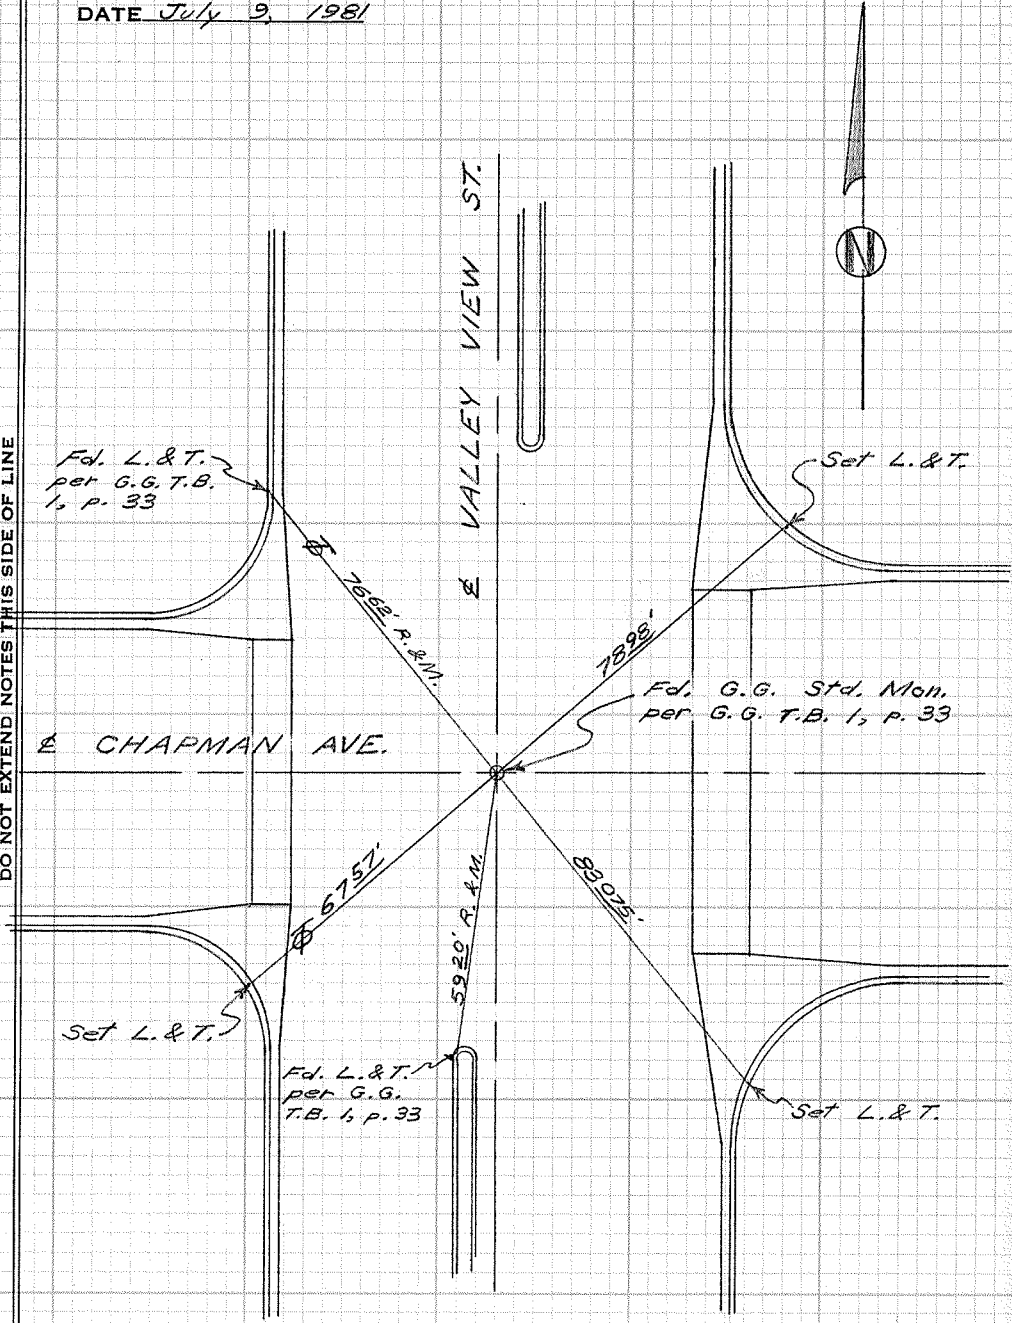 DATE July 9, 1981
N
℄ VALLEY VIEW ST.
Fd. L. & T.
per G.G. T.B.
1, p. 33
Set L. & T.
76 62' R. & M.
78 98'
Fd. G.G. Std. Mon.
per G.G. T.B. 1, p. 33
℄ CHAPMAN AVE.
67 57'
59 20' R. & M.
83 075'
Set L. & T.
Fd. L. & T.
per G.G.
T.B. 1, p. 33
Set L. & T.
DO NOT EXTEND NOTES THIS SIDE OF LINE